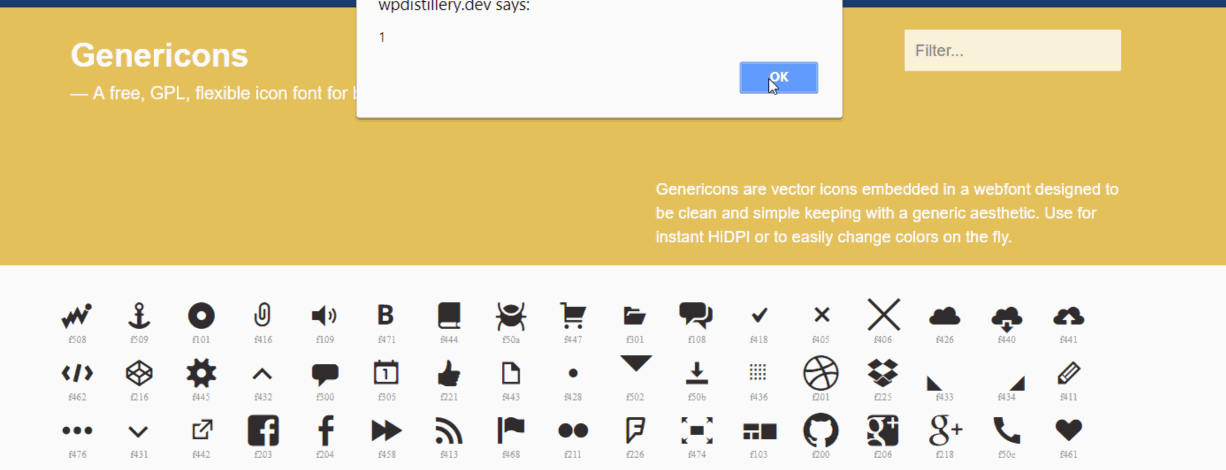 wpdistillery.dev says:
1
OK
Genericons
— A free, GPL, flexible icon font for
Filter...
Genericons are vector icons embedded in a webfont designed to
be clean and simple keeping with a generic aesthetic. Use for
instant HiDPI or to easily change colors on the fly.
f508 f509 f101 f416 f109 f471 f444 f50a f447 f301 f108 f418 f405 f406 f426 f440 f441
f462 f216 f445 f432 f300 f305 f221 f443 f428 f502 f50b f436 f201 f225 f433 f434 f411
f476 f431 f442 f203 f204 f458 f413 f468 f211 f226 f474 f103 f200 f206 f218 f50c f461